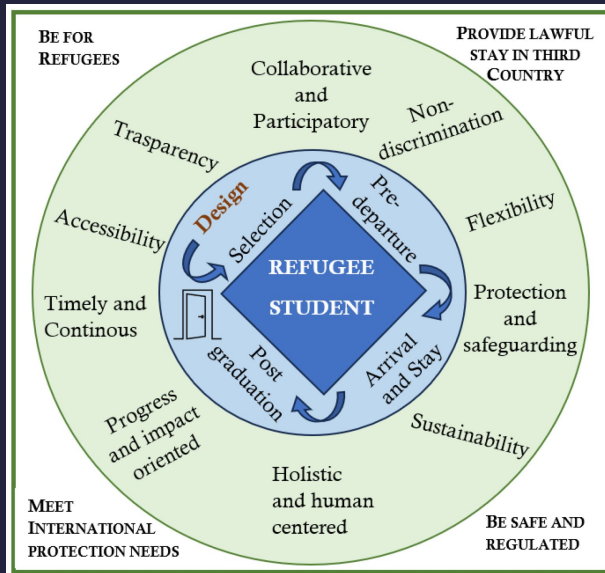 BE FOR
REFUGEES
PROVIDE LAWFUL
STAY IN THIRD
COUNTRY
Collaborative
and
Participatory
Non-
discrimination
Trasparency
Flexibility
Accessibility
Protection
and
safeguarding
Timely and
Continous
Sustainability
Progress
and impact
oriented
Holistic
and human
centered
Design
Selection
Pre-
departure
Arrival
and Stay
Post
graduation
REFUGEE
STUDENT
MEET
INTERNATIONAL
PROTECTION NEEDS
BE SAFE AND
REGULATED